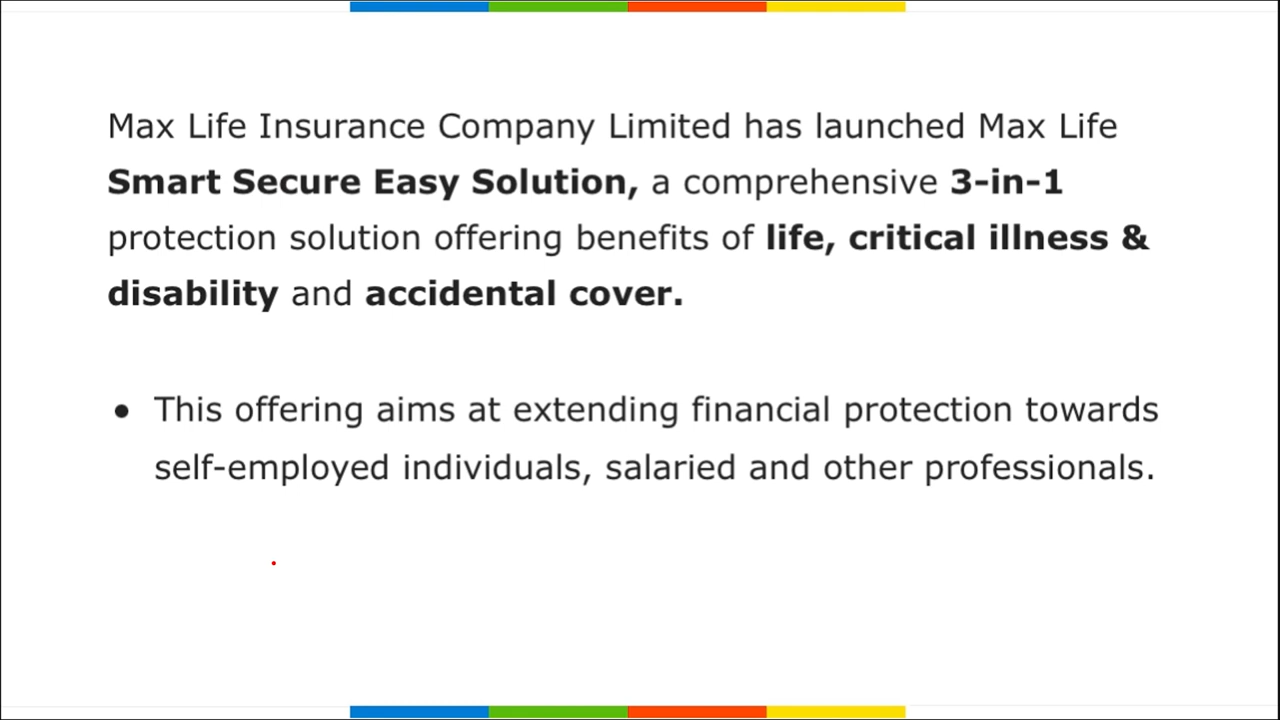 Max Life Insurance Company Limited has launched Max Life
Smart Secure Easy Solution, a comprehensive 3-in-1
protection solution offering benefits of life, critical illness &
disability and accidental cover.
● This offering aims at extending financial protection towards
self-employed individuals, salaried and other professionals.